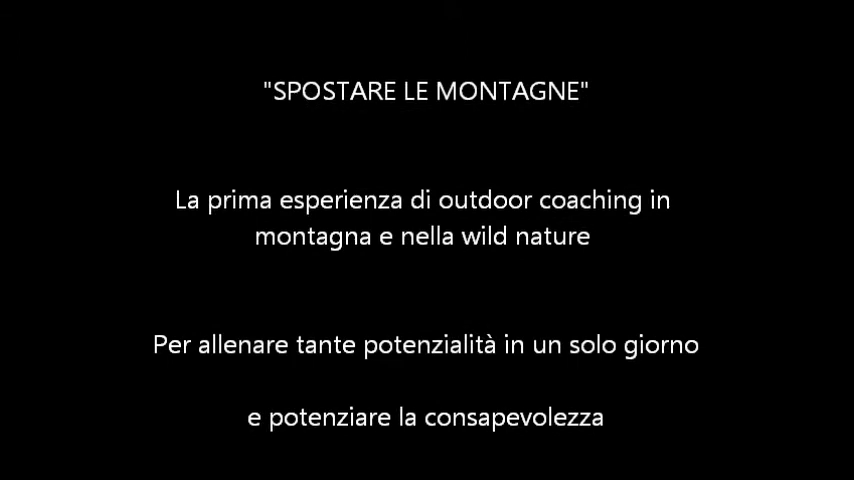 "SPOSTARE LE MONTAGNE"
La prima esperienza di outdoor coaching in
montagna e nella wild nature
Per allenare tante potenzialità in un solo giorno
e potenziare la consapevolezza